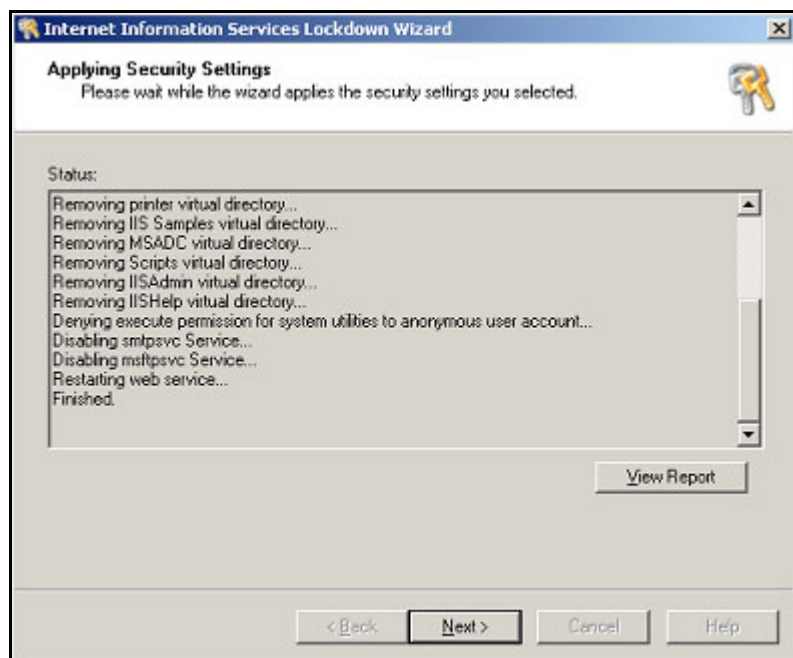 Internet Information Services Lockdown Wizard
Applying Security Settings
Please wait while the wizard applies the security settings you selected.
Status:
Removing printer virtual directory...
Removing IIS Samples virtual directory...
Removing MSADC virtual directory...
Removing Scripts virtual directory...
Removing IISAdmin virtual directory...
Removing IISHelp virtual directory...
Denying execute permission for system utilities to anonymous user account...
Disabling smtpsvc Service...
Disabling msftpsvc Service...
Restarting web service...
Finished.
View Report
< Back
Next >
Cancel
Help